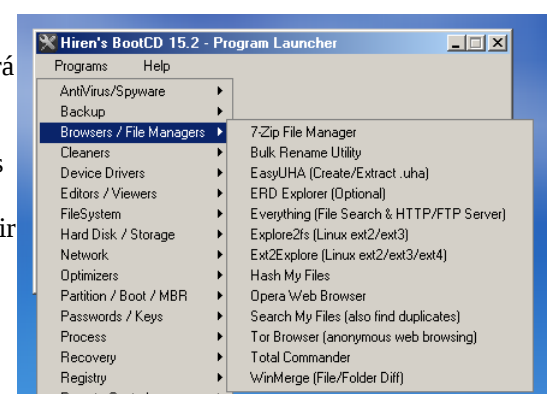 Hiren's BootCD 15.2 - Program Launcher
Programs Help
AntiVirus/Spyware
Backup
Browsers / File Managers
Cleaners
Device Drivers
Editors / Viewers
FileSystem
Hard Disk / Storage
Network
Optimizers
Partition / Boot / MBR
Passwords / Keys
Process
Recovery
Registry
7-Zip File Manager
Bulk Rename Utility
EasyUHA (Create/Extract .uha)
ERD Explorer (Optional)
Everything (File Search & HTTP/FTP Server)
Explore2fs (Linux ext2/ext3)
Ext2Explore (Linux ext2/ext3/ext4)
Hash My Files
Opera Web Browser
Search My Files (also find duplicates)
Tor Browser (anonymous web browsing)
Total Commander
WinMerge (File/Folder Diff)